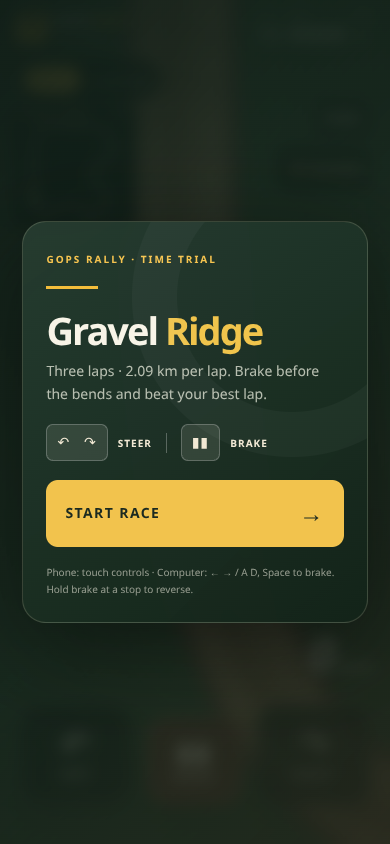 GOPS RALLY · TIME TRIAL
Gravel Ridge
Three laps · 2.09 km per lap. Brake before
the bends and beat your best lap.
↶ ↷ STEER ▮▮ BRAKE
START RACE →
Phone: touch controls · Computer: ← → / A D, Space to brake.
Hold brake at a stop to reverse.